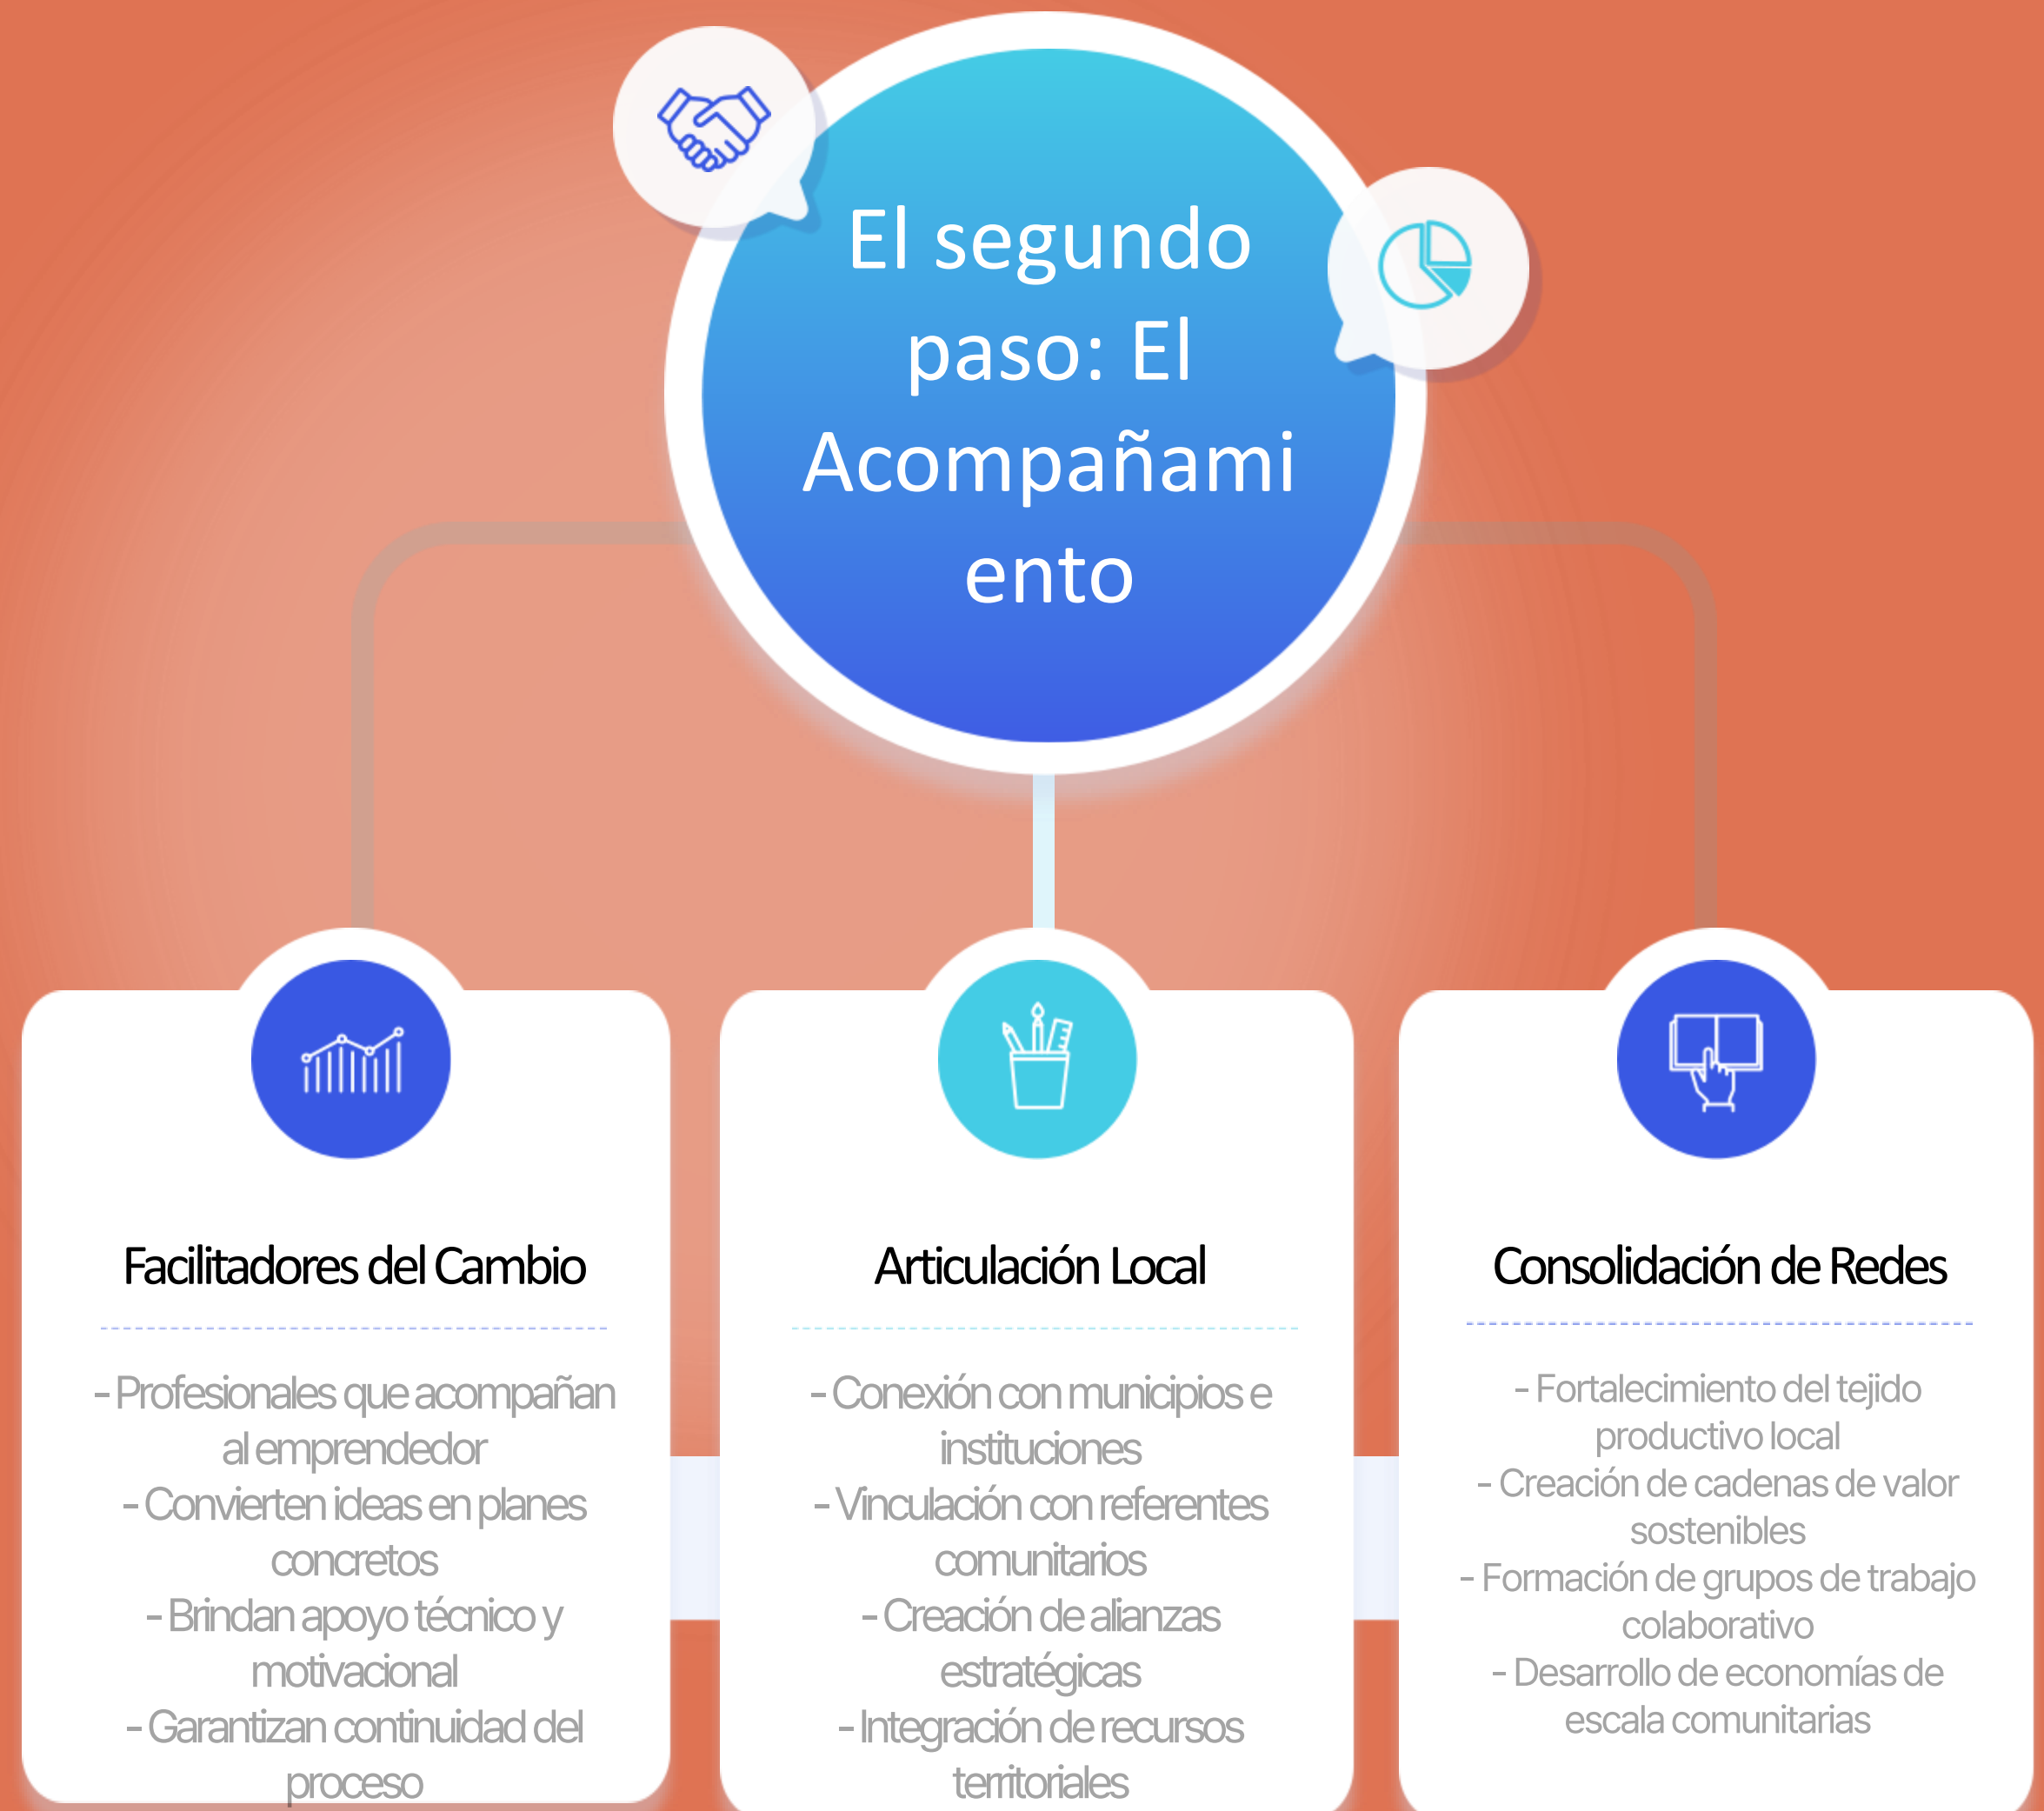 El segundo
paso: El
Acompañami
ento
Facilitadores del Cambio
- Profesionales que acompañan
al emprendedor
- Convierten ideas en planes
concretos
- Brindan apoyo técnico y
motivacional
- Garantizan continuidad del
proceso
Articulación Local
- Conexión con municipios e
instituciones
- Vinculación con referentes
comunitarios
- Creación de alianzas
estratégicas
- Integración de recursos
territoriales
Consolidación de Redes
- Fortalecimiento del tejido
productivo local
- Creación de cadenas de valor
sostenibles
- Formación de grupos de trabajo
colaborativo
- Desarrollo de economías de
escala comunitarias